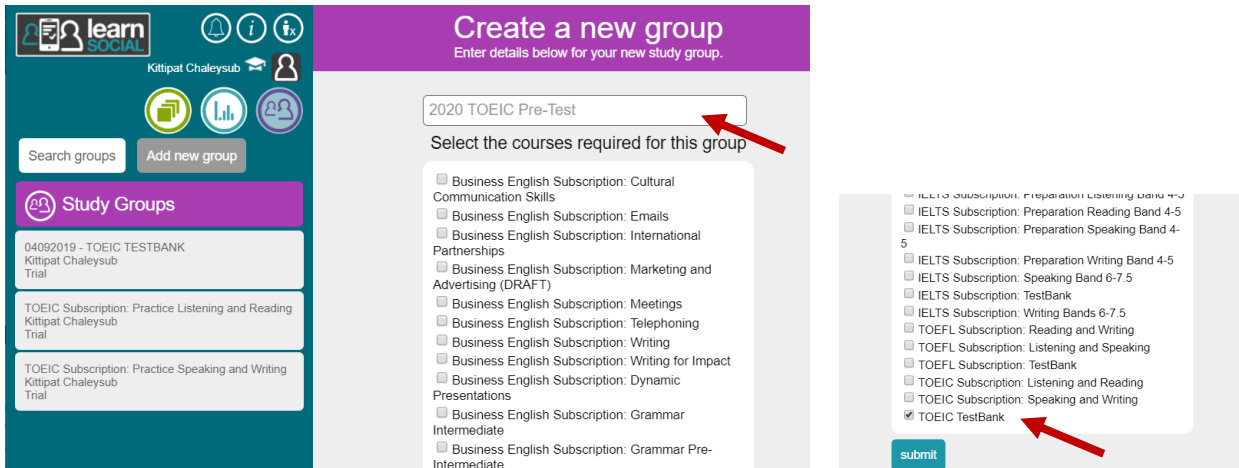 learn
SOCIAL
Kittipat Chaleysub
Search groups
Add new group
Study Groups
04092019 - TOEIC TESTBANK
Kittipat Chaleysub
Trial
TOEIC Subscription: Practice Listening and Reading
Kittipat Chaleysub
Trial
TOEIC Subscription: Practice Speaking and Writing
Kittipat Chaleysub
Trial
Create a new group
Enter details below for your new study group.
2020 TOEIC Pre-Test
Select the courses required for this group
Business English Subscription: Cultural
Communication Skills
Business English Subscription: Emails
Business English Subscription: International
Partnerships
Business English Subscription: Marketing and
Advertising (DRAFT)
Business English Subscription: Meetings
Business English Subscription: Telephoning
Business English Subscription: Writing
Business English Subscription: Writing for Impact
Business English Subscription: Dynamic
Presentations
Business English Subscription: Grammar
Intermediate
Business English Subscription: Grammar Pre-
Intermediate
IELTS Subscription: Preparation Listening Band 4-5
IELTS Subscription: Preparation Reading Band 4-5
IELTS Subscription: Preparation Speaking Band 4-
5
IELTS Subscription: Preparation Writing Band 4-5
IELTS Subscription: Speaking Band 6-7.5
IELTS Subscription: TestBank
IELTS Subscription: Writing Bands 6-7.5
TOEFL Subscription: Reading and Writing
TOEFL Subscription: Listening and Speaking
TOEFL Subscription: TestBank
TOEIC Subscription: Listening and Reading
TOEIC Subscription: Speaking and Writing
TOEIC TestBank
submit